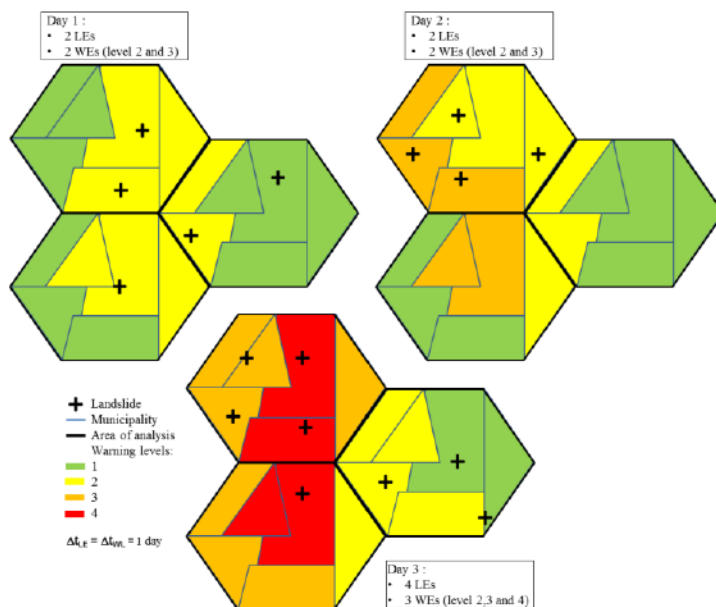 Day 1 :
• 2 LEs
• 2 WEs (level 2 and 3)
Day 2 :
• 2 LEs
• 2 WEs (level 2 and 3)
Landslide
Municipality
Area of analysis
Warning levels:
1
2
3
4
Δt_LE = Δt_WL = 1 day
Day 3 :
• 4 LEs
• 3 WEs (level 2,3 and 4)